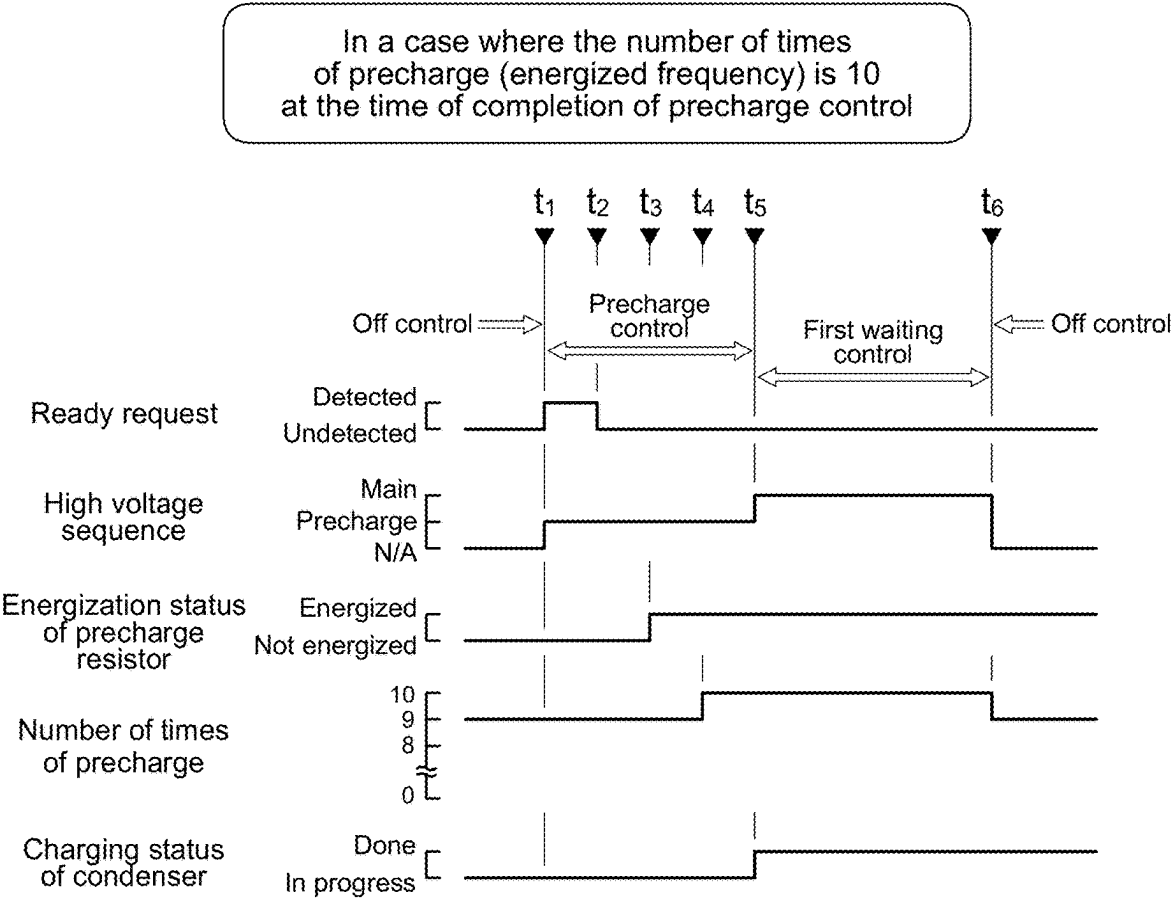 In a case where the number of times
of precharge (energized frequency) is 10
at the time of completion of precharge control
t1 t2 t3 t4 t5 t6
Off control
Precharge
control
First waiting
control
Off control
Ready request
Detected
Undetected
High voltage
sequence
Main
Precharge
N/A
Energization status
of precharge
resistor
Energized
Not energized
Number of times
of precharge
10
9
8
0
Charging status
of condenser
Done
In progress